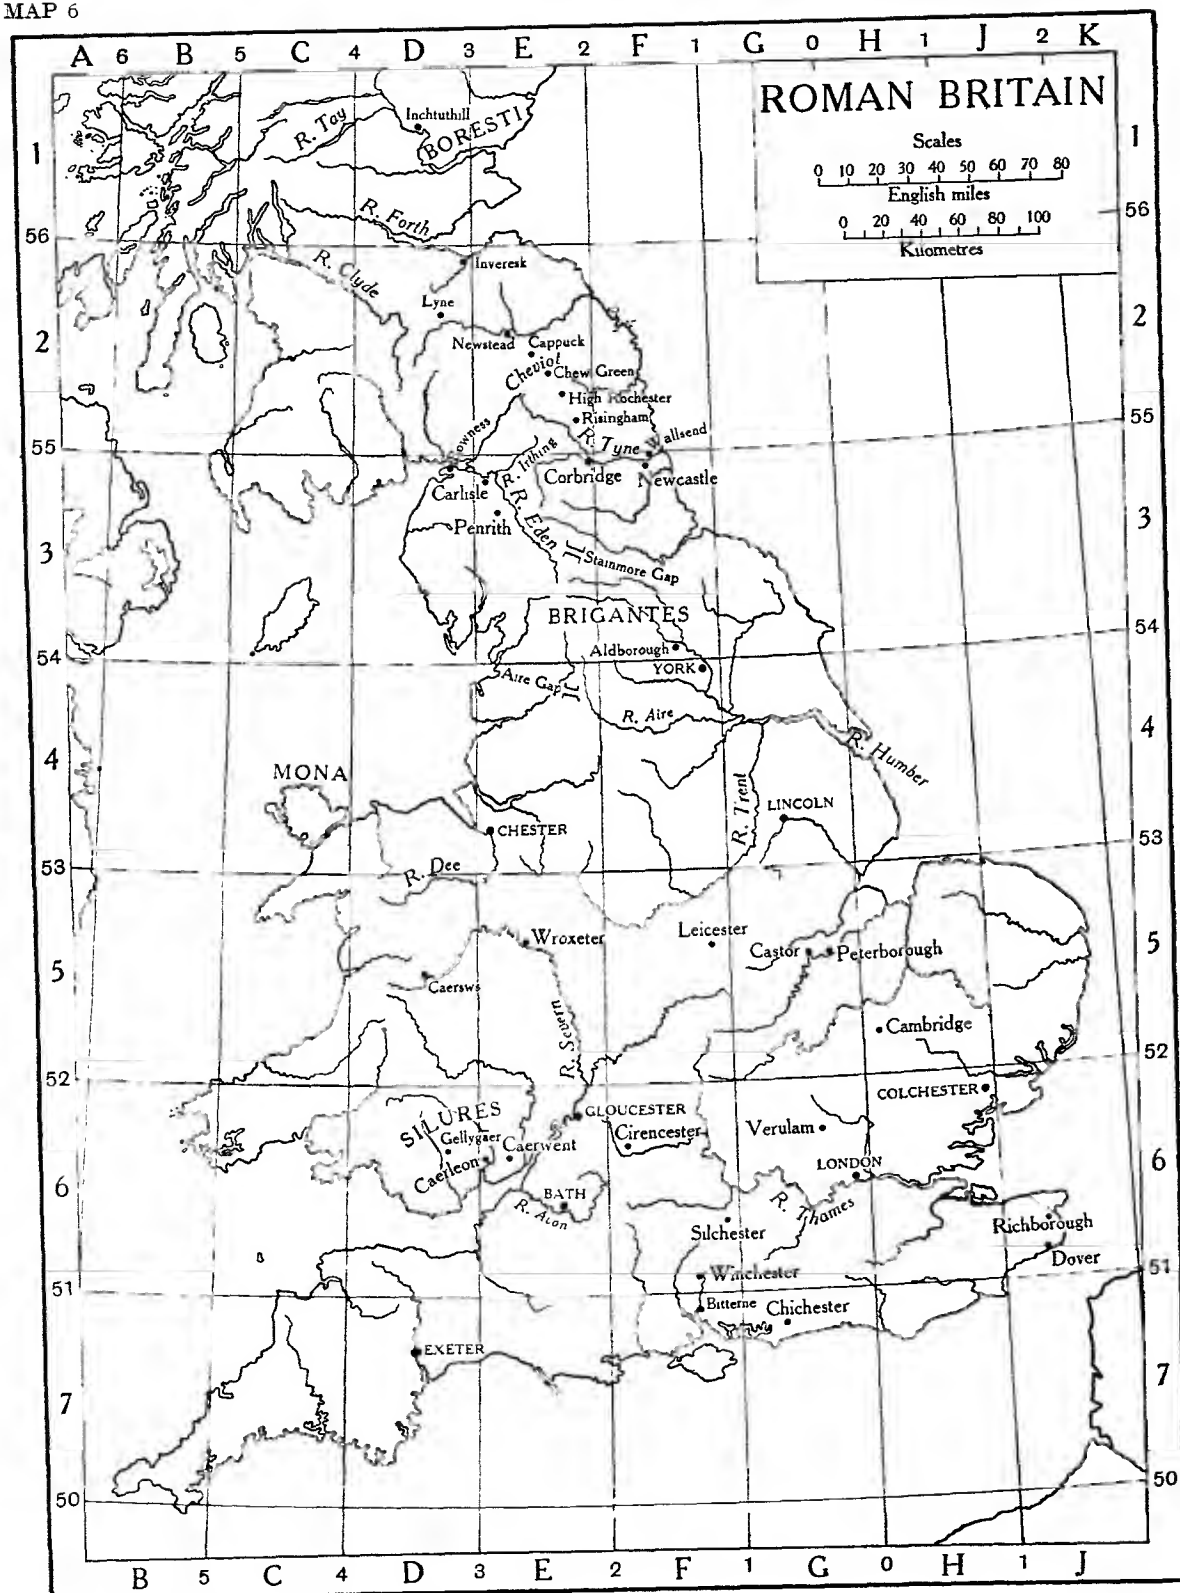 MAP 6
A 6 B 5 C 4 D 3 E 2 F 1 G 0 H 1 J 2 K
ROMAN BRITAIN
Scales
0 10 20 30 40 50 60 70 80
English miles
0 20 40 60 80 100
Kilometres
1
1
Inchtuthill
R. Tay
BORESTI
R. Forth
56
56
R. Clyde
Inveresk
Lyne
2
2
Newstead
Cappuck
Cheviot
Chew Green
High Rochester
Risingham
55
55
R. Tyne
Wallsend
R. Irthing
Carlisle
Corbridge
Newcastle
Penrith
R. Eden
3
3
Stainmore Gap
BRIGANTES
54
54
Aldborough
YORK
Aire Gap
R. Aire
4
4
R. Humber
MONA
R. Trent
LINCOLN
CHESTER
53
53
R. Dee
Wroxeter
Leicester
Castor
Peterborough
5
5
Caersws
R. Severn
Cambridge
52
52
COLCHESTER
SILURES
GLOUCESTER
Gellygaer
Cirencester
Verulam
Caerwent
Caerleon
LONDON
6
6
BATH
R. Avon
R. Thames
Silchester
Richborough
Dover
Winchester
51
51
Bitterne
Chichester
EXETER
7
7
50
50
B 5 C 4 D 3 E 2 F 1 G 0 H 1 J